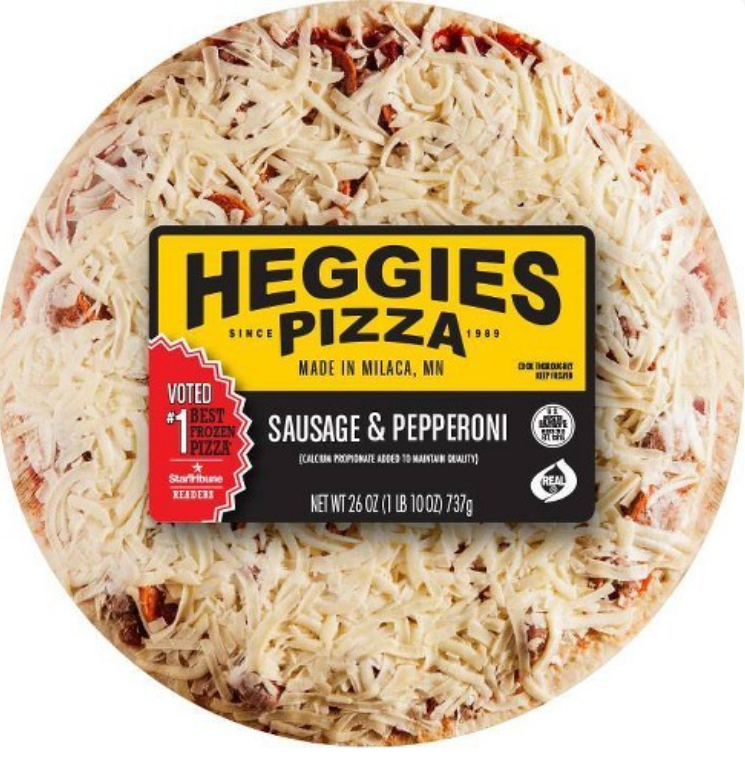 HEGGIES
SINCE PIZZA 1989
MADE IN MILACA, MN
COOK THOROUGHLY
KEEP FROZEN
VOTED
#1 BEST
FROZEN
PIZZA
StarTribune
READERS
SAUSAGE & PEPPERONI
(CALCIUM PROPIONATE ADDED TO MAINTAIN QUALITY)
REAL
NET WT 26 OZ (1 LB 10 OZ) 737g